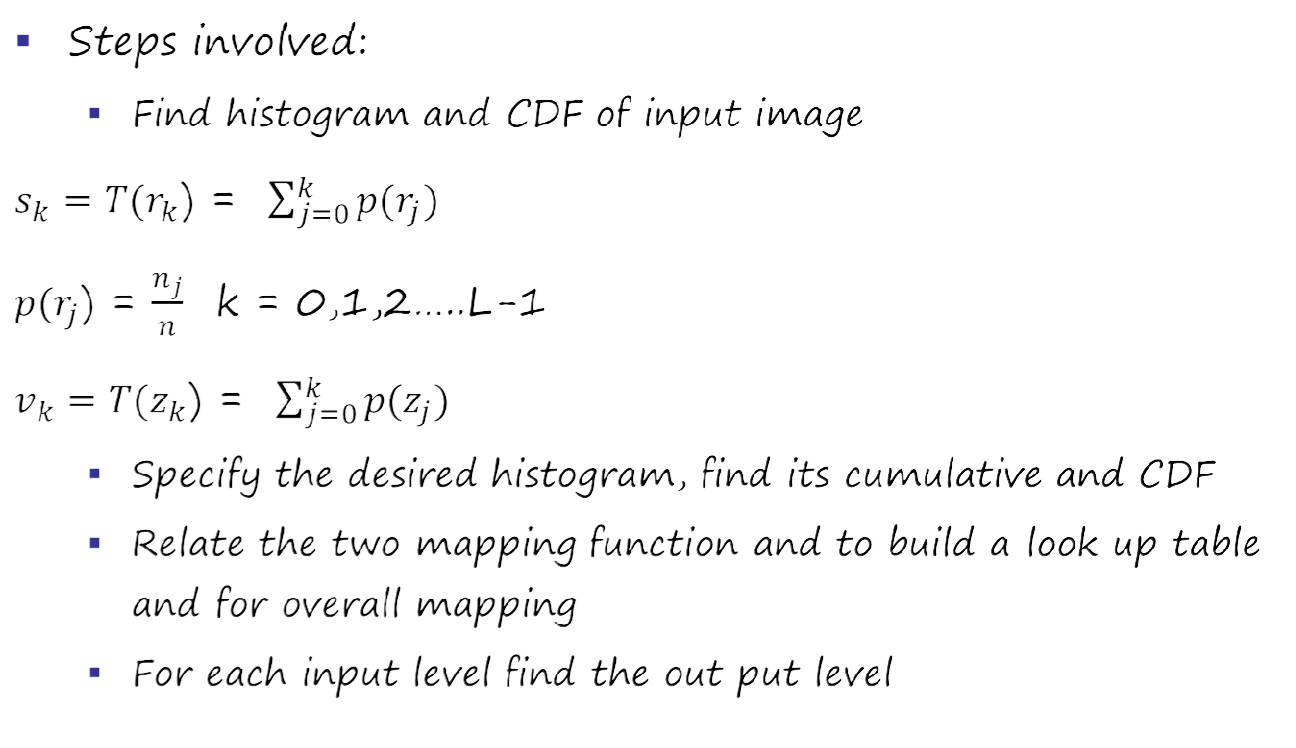 ▪ Steps involved:
▪ Find histogram and CDF of input image
s_k = T(r_k) = ∑_{j=0}^{k} p(r_j)
p(r_j) = n_j/n k = 0,1,2.....L-1
v_k = T(z_k) = ∑_{j=0}^{k} p(z_j)
▪ Specify the desired histogram, find its cumulative and CDF
▪ Relate the two mapping function and to build a look up table
and for overall mapping
▪ For each input level find the out put level